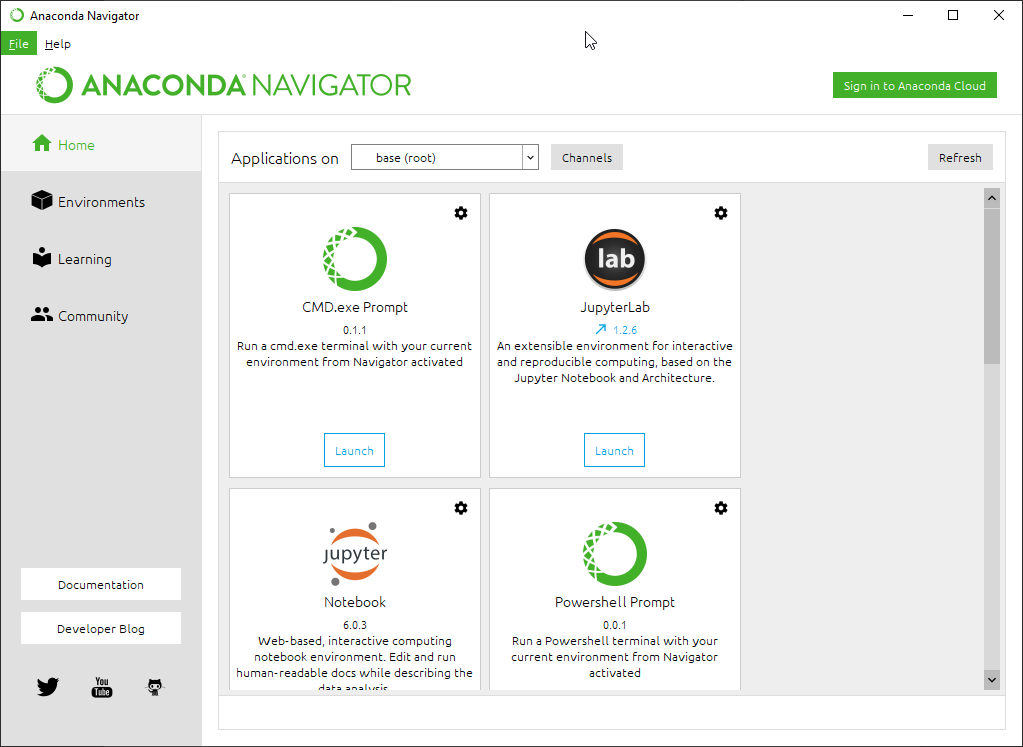 Anaconda Navigator
File Help
ANACONDA NAVIGATOR
Sign in to Anaconda Cloud
Home
Environments
Learning
Community
Documentation
Developer Blog
You
Tube
Applications on base (root) Channels Refresh
CMD.exe Prompt
0.1.1
Run a cmd.exe terminal with your current
environment from Navigator activated
Launch
lab
JupyterLab
1.2.6
An extensible environment for interactive
and reproducible computing, based on the
Jupyter Notebook and Architecture.
Launch
jupyter
Notebook
6.0.3
Web-based, interactive computing
notebook environment. Edit and run
human-readable docs while describing the
data analysis.
Powershell Prompt
0.0.1
Run a Powershell terminal with your
current environment from Navigator
activated